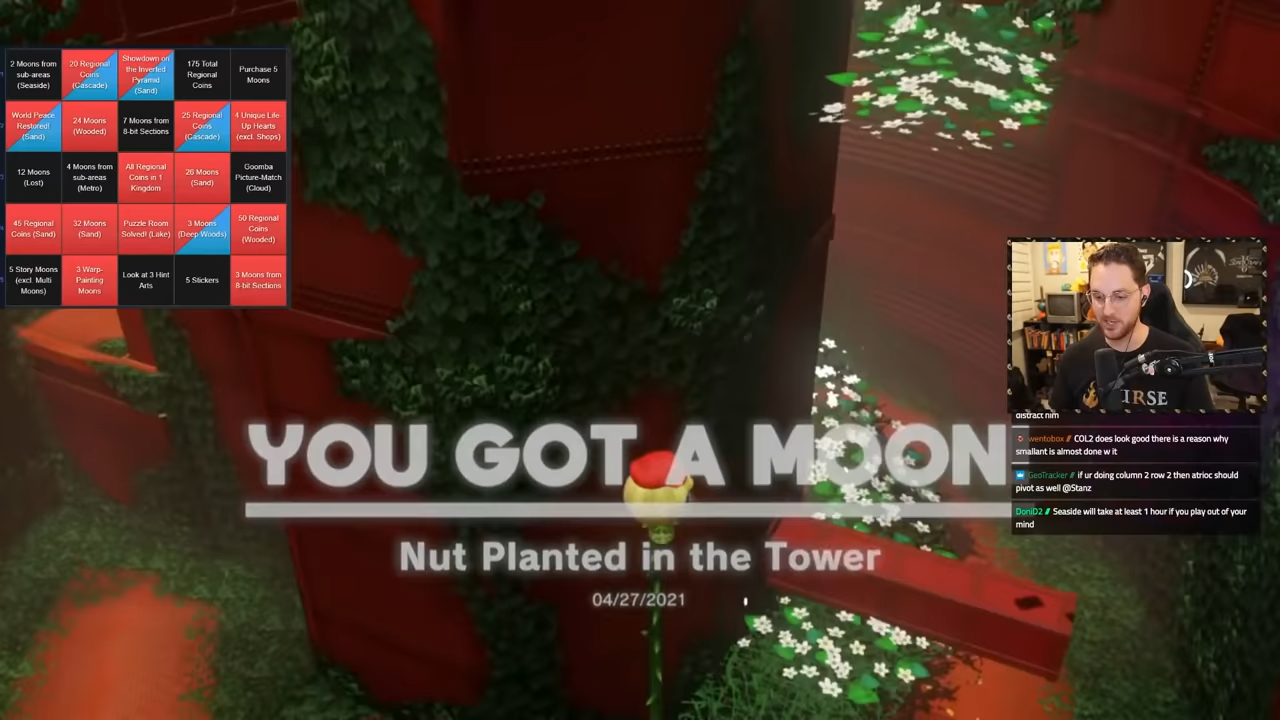 2 Moons from
sub-areas
(Seaside)
20 Regional
Coins
(Cascade)
Showdown on
the Inverted
Pyramid
(Sand)
175 Total
Regional
Coins
Purchase 5
Moons
World Peace
Restored!
(Sand)
24 Moons
(Wooded)
7 Moons from
8-bit Sections
25 Regional
Coins
(Cascade)
4 Unique Life-
Up Hearts
(excl. Shops)
12 Moons
(Lost)
4 Moons from
sub-areas
(Metro)
All Regional
Coins in 1
Kingdom
26 Moons
(Sand)
Goomba
Picture-Match
(Cloud)
45 Regional
Coins (Sand)
32 Moons
(Sand)
Puzzle Room
Solved! (Lake)
3 Moons
(Deep Woods)
50 Regional
Coins
(Wooded)
5 Story Moons
(excl. Multi
Moons)
3 Warp-
Painting
Moons
Look at 3 Hint
Arts
5 Stickers
3 Moons from
8-bit Sections
YOU GOT A MOON
Nut Planted in the Tower
04/27/2021
distract him
wentobox // COL2 does look good there is a reason why
smallant is almost done w it
GeoTracker // if ur doing column 2 row 2 then atrioc should
pivot as well @Stanz
DoniD2 // Seaside will take at least 1 hour if you play out of your
mind